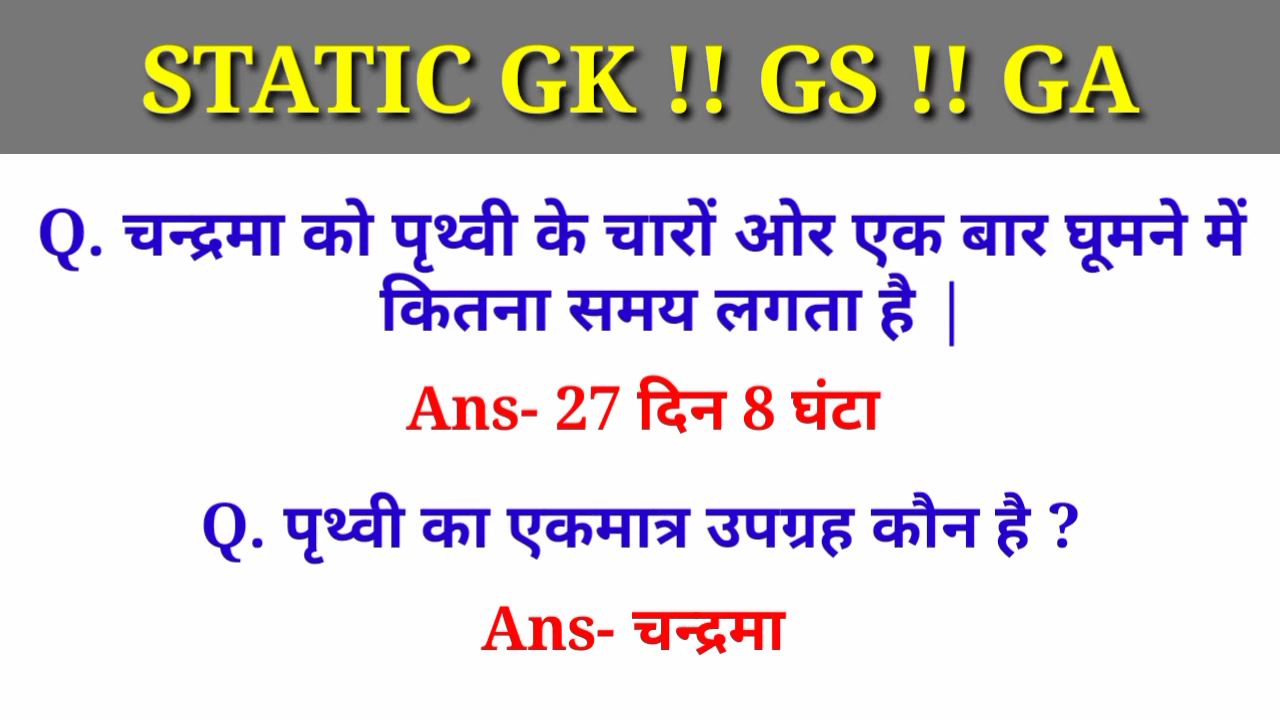 STATIC GK !! GS !! GA
Q. चन्द्रमा को पृथ्वी के चारों ओर एक बार घूमने में
कितना समय लगता है |
Ans- 27 दिन 8 घंटा
Q. पृथ्वी का एकमात्र उपग्रह कौन है ?
Ans- चन्द्रमा